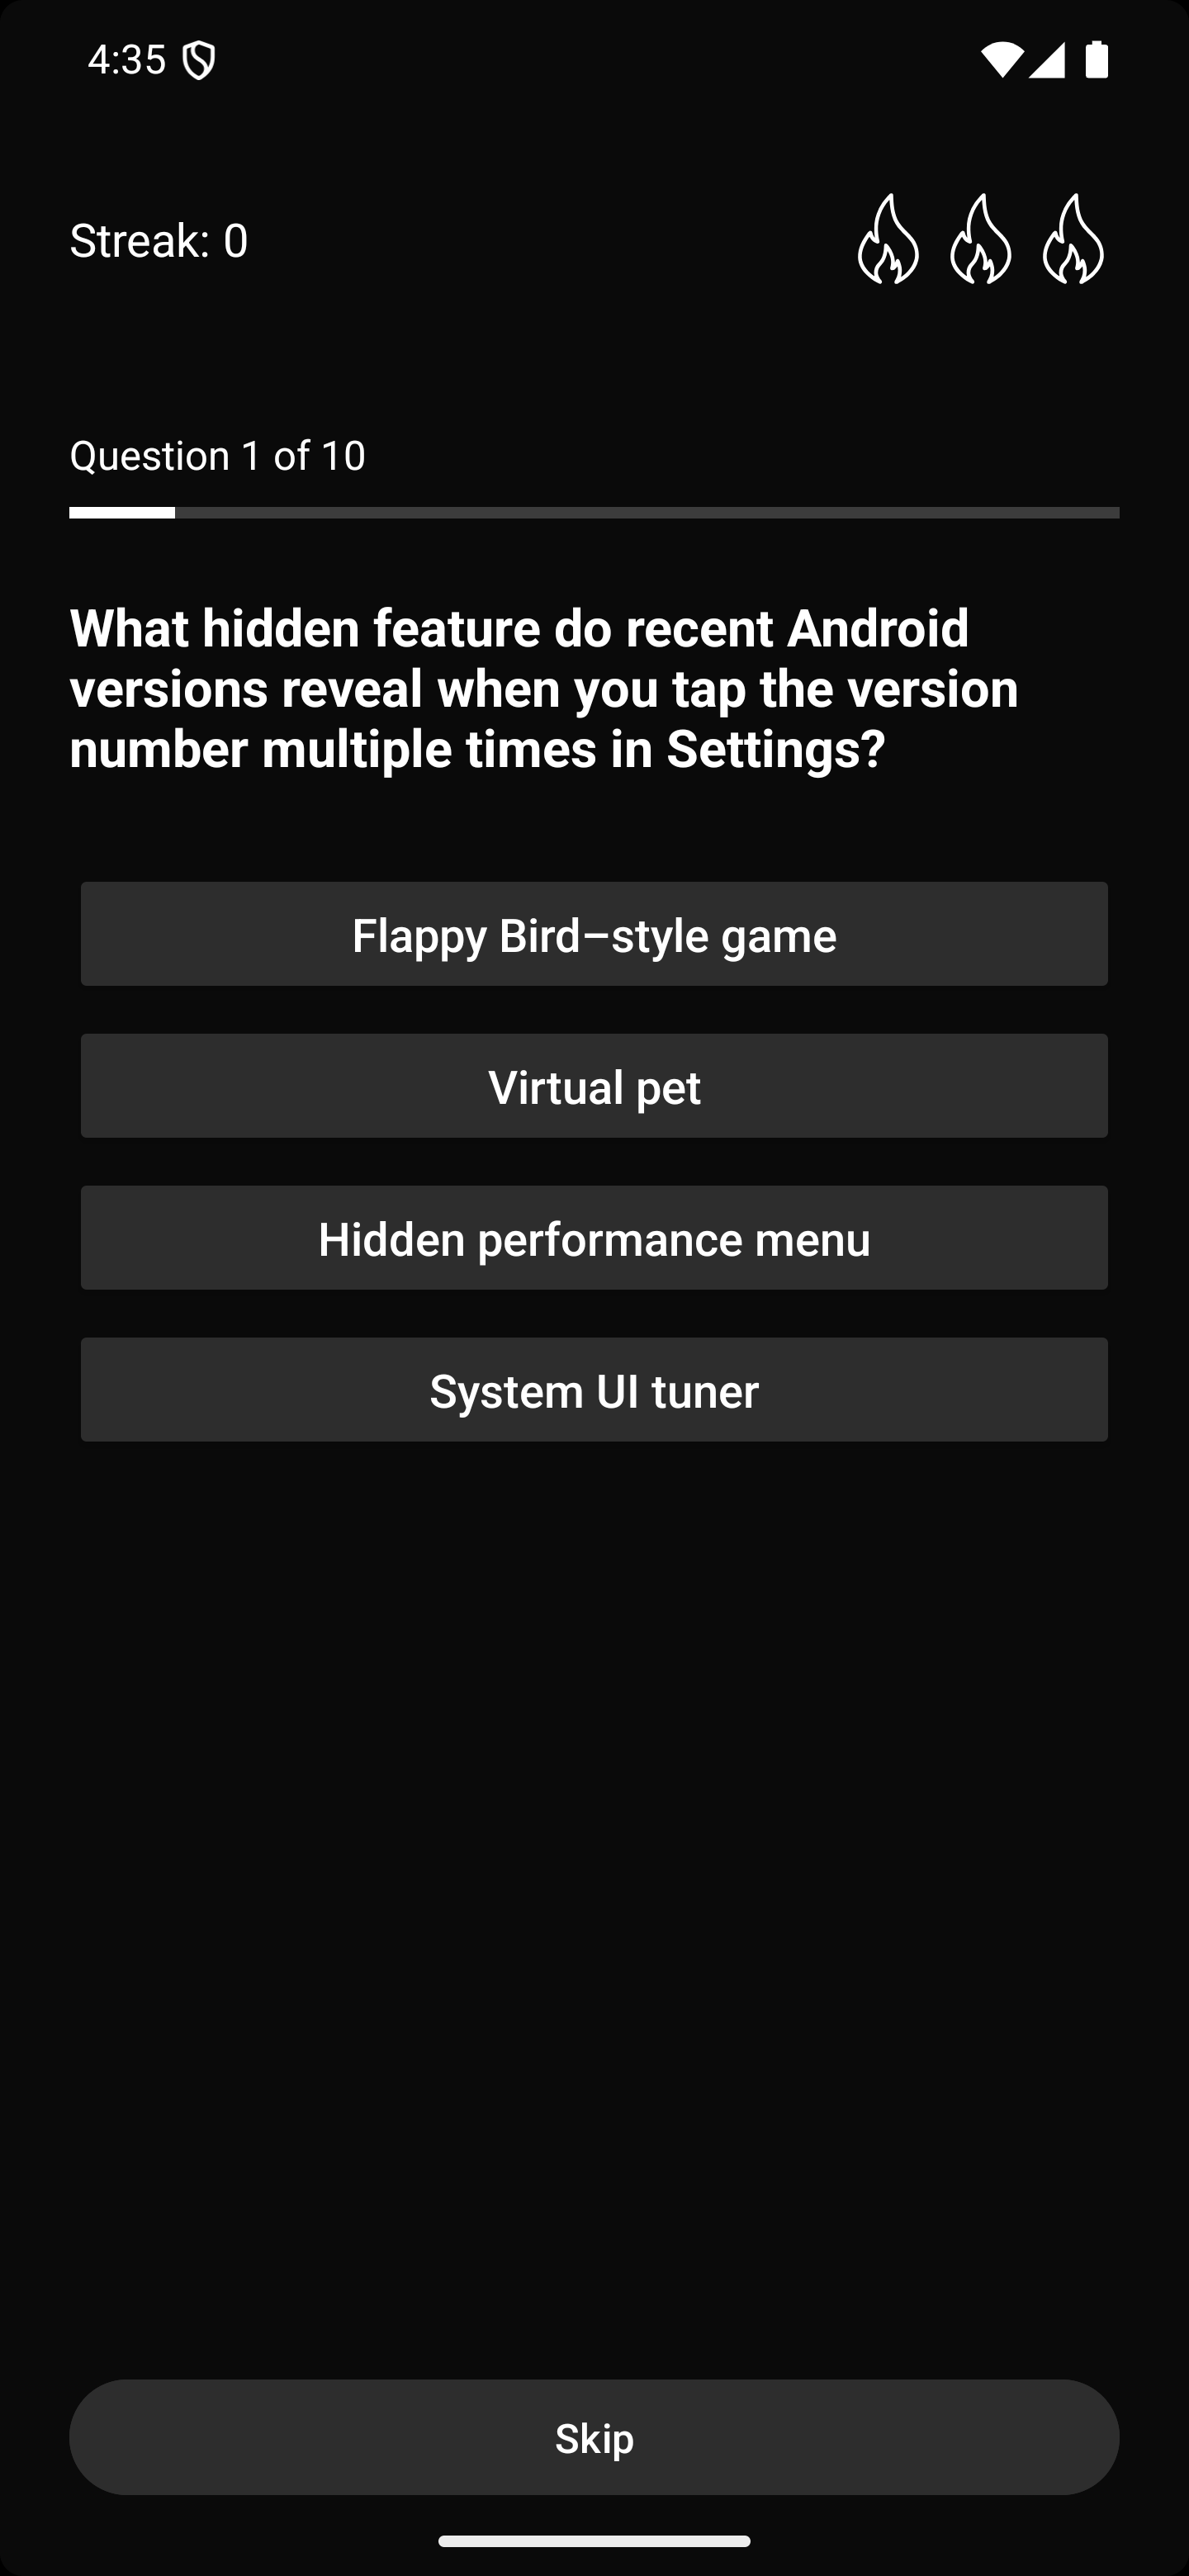 4:35
Streak: 0
Question 1 of 10
What hidden feature do recent Android
versions reveal when you tap the version
number multiple times in Settings?
Flappy Bird–style game
Virtual pet
Hidden performance menu
System UI tuner
Skip